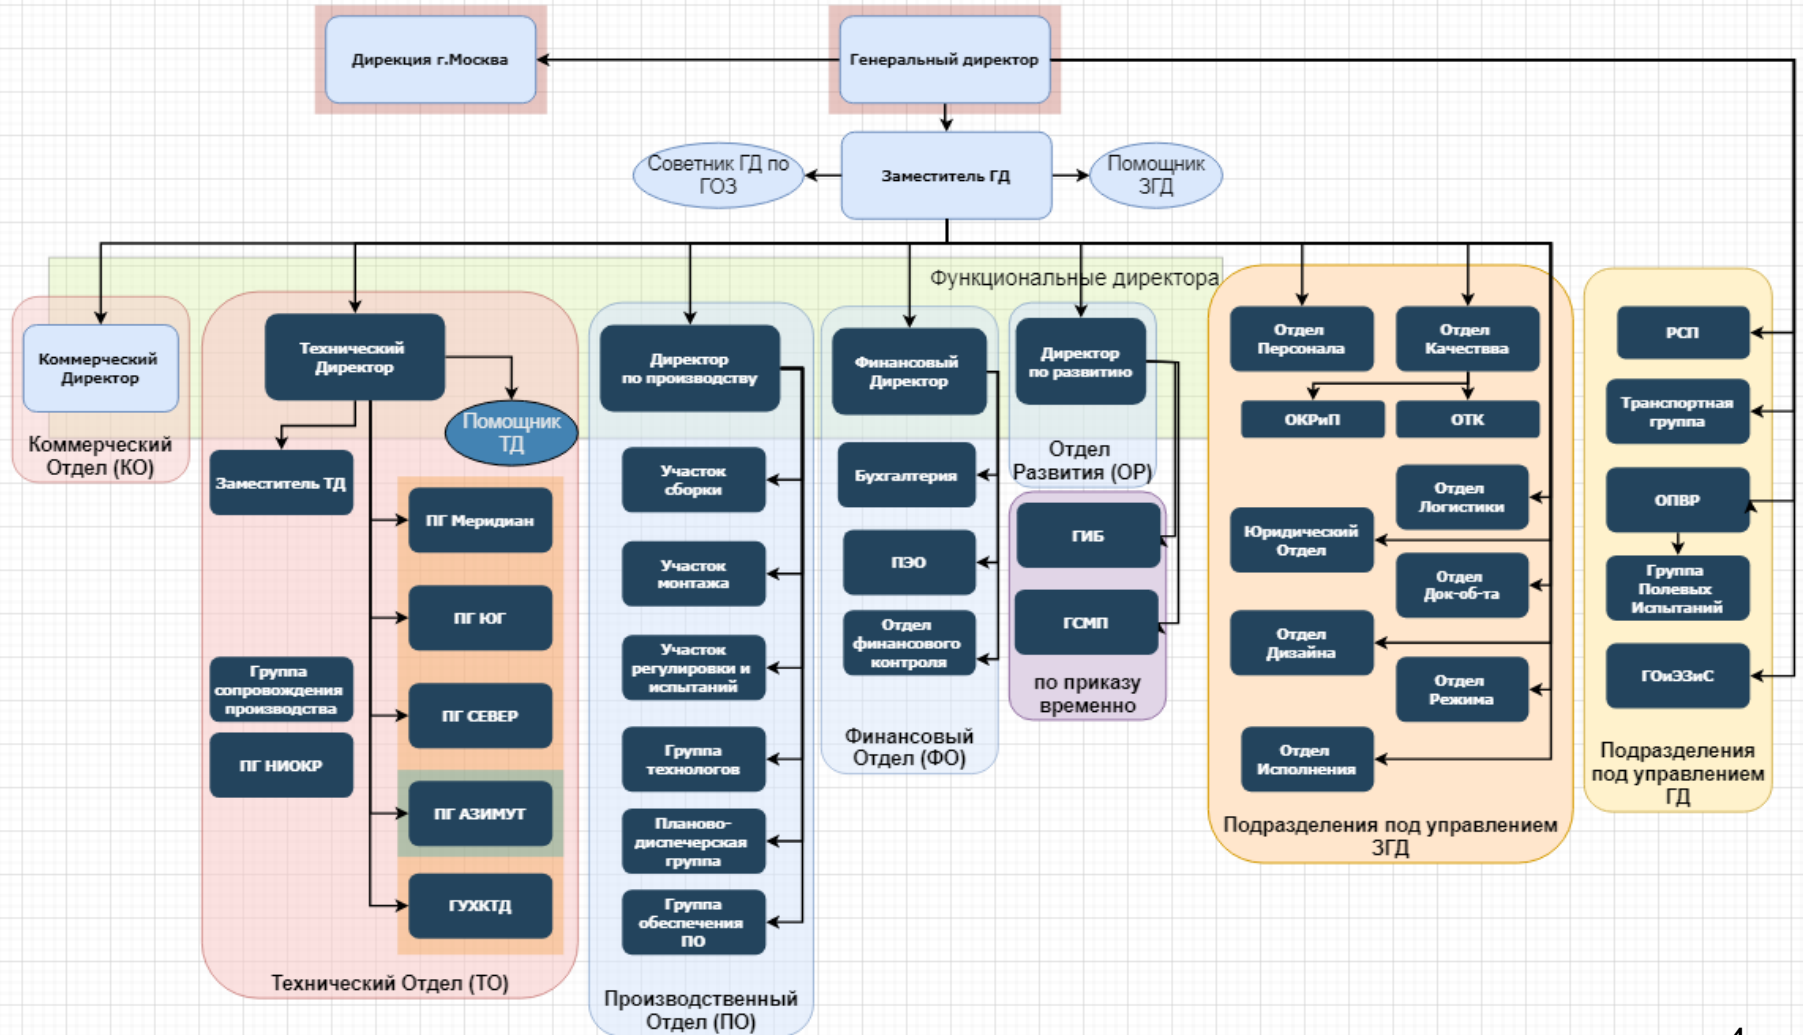 Дирекция г.Москва
Генеральный директор
Советник ГД по
ГОЗ
Заместитель ГД
Помощник
ЗГД
Функциональные директора
Коммерческий
Директор
Коммерческий
Отдел (КО)
Технический
Директор
Помощник
ТД
Заместитель ТД
ПГ Меридиан
ПГ ЮГ
Группа
сопровождения
производства
ПГ СЕВЕР
ПГ НИОКР
ПГ АЗИМУТ
ГУХКТД
Технический Отдел (ТО)
Директор
по производству
Участок
сборки
Участок
монтажа
Участок
регулировки и
испытаний
Группа
технологов
Планово-
диспечерская
группа
Группа
обеспечения
ПО
Производственный
Отдел (ПО)
Финансовый
Директор
Бухгалтерия
ПЭО
Отдел
финансового
контроля
Финансовый
Отдел (ФО)
Директор
по развитию
Отдел
Развития (ОР)
ГИБ
ГСМП
по приказу
временно
Отдел
Персонала
Отдел
Качествва
ОКРиП
ОТК
Отдел
Логистики
Юридический
Отдел
Отдел
Док-об-та
Отдел
Дизайна
Отдел
Режима
Отдел
Исполнения
Подразделения под управлением
ЗГД
РСП
Транспортная
группа
ОПВР
Группа
Полевых
Испытаний
ГОиЭЗиС
Подразделения
под управлением
ГД